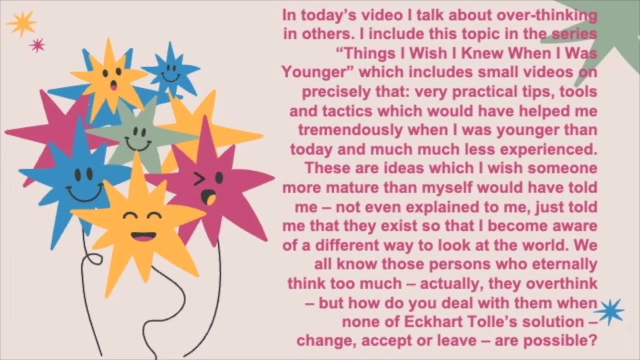 In today's video I talk about over-thinking
in others. I include this topic in the series
“Things I Wish I Knew When I Was
Younger” which includes small videos on
precisely that: very practical tips, tools
and tactics which would have helped me
tremendously when I was younger than
today and much much less experienced.
These are ideas which I wish someone
more mature than myself would have told
me – not even explained to me, just told
me that they exist so that I become aware
of a different way to look at the world. We
all know those persons who eternally
think too much – actually, they overthink
– but how do you deal with them when
none of Eckhart Tolle's solution –
change, accept or leave – are possible?